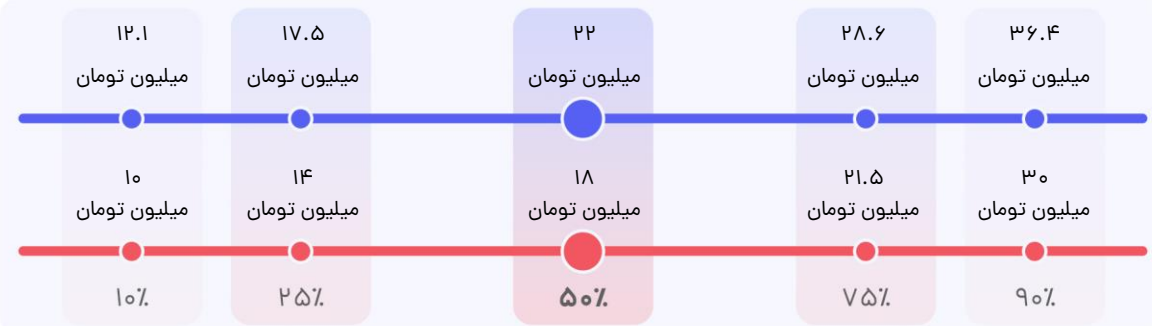 ۱۲.۱ ۱۷.۵ ۲۲ ۲۸.۶ ۳۶.۴
میلیون تومان میلیون تومان میلیون تومان میلیون تومان میلیون تومان
۱۰ ۱۴ ۱۸ ۲۱.۵ ۳۰
میلیون تومان میلیون تومان میلیون تومان میلیون تومان میلیون تومان
۱۰٪ ۲۵٪ ۵۰٪ ۷۵٪ ۹۰٪